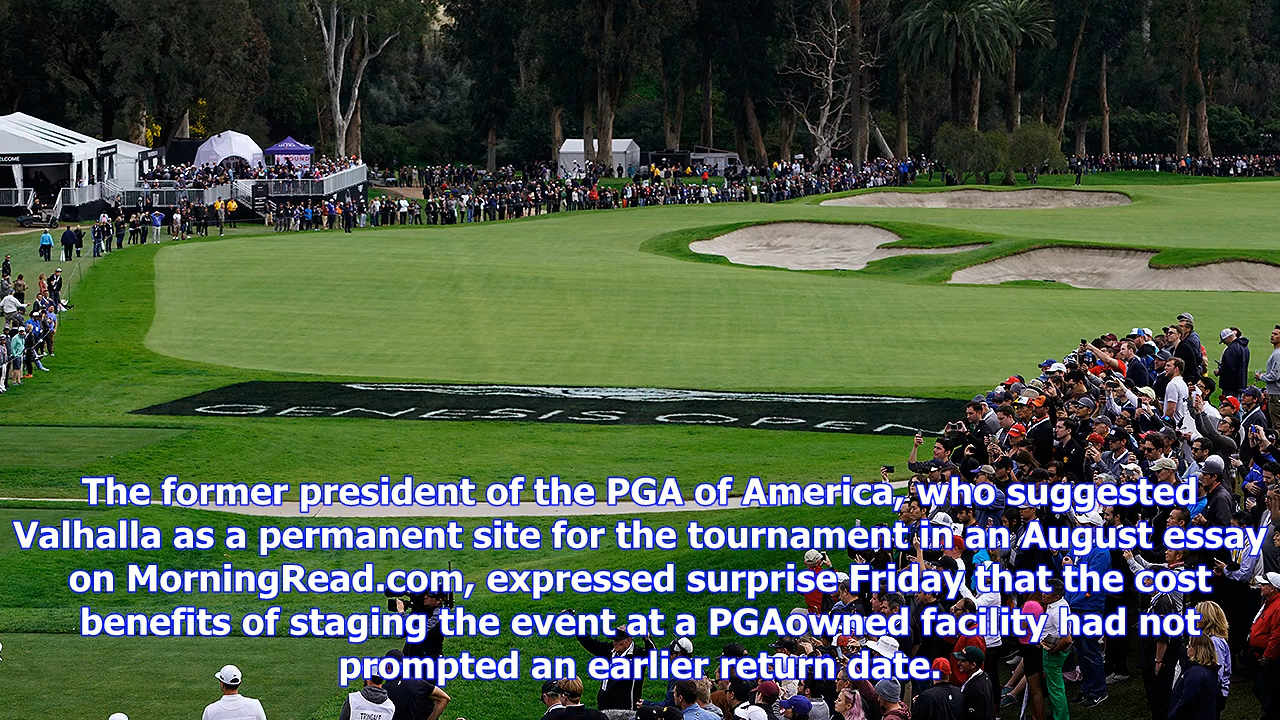 WELCOME
GENESIS OPEN
The former president of the PGA of America, who suggested
Valhalla as a permanent site for the tournament in an August essay
on MorningRead.com, expressed surprise Friday that the cost
benefits of staging the event at a PGAowned facility had not
prompted an earlier return date.